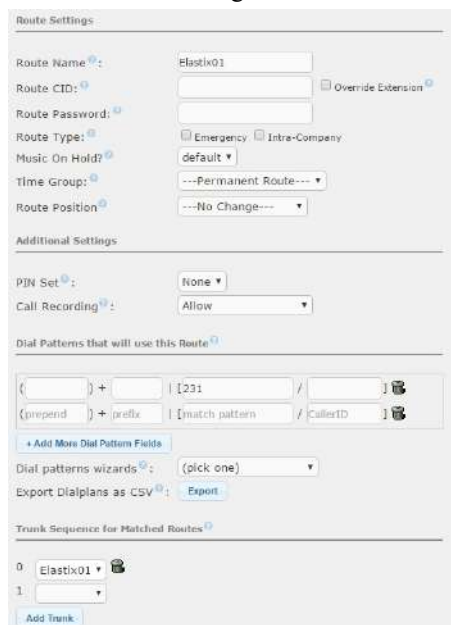 Route Settings
Route Name :
Elastix01
Route CID:
Override Extension
Route Password:
Route Type:
Emergency Intra-Company
Music On Hold?
default
Time Group:
---Permanent Route---
Route Position
---No Change---
Additional Settings
PIN Set :
None
Call Recording :
Allow
Dial Patterns that will use this Route
( ) + | [231 / ]
(prepend ) + prefix | [match pattern / CallerID ]
+ Add More Dial Pattern Fields
Dial patterns wizards :
(pick one)
Export Dialplans as CSV :
Export
Trunk Sequence for Matched Routes
0 Elastix01
1
Add Trunk